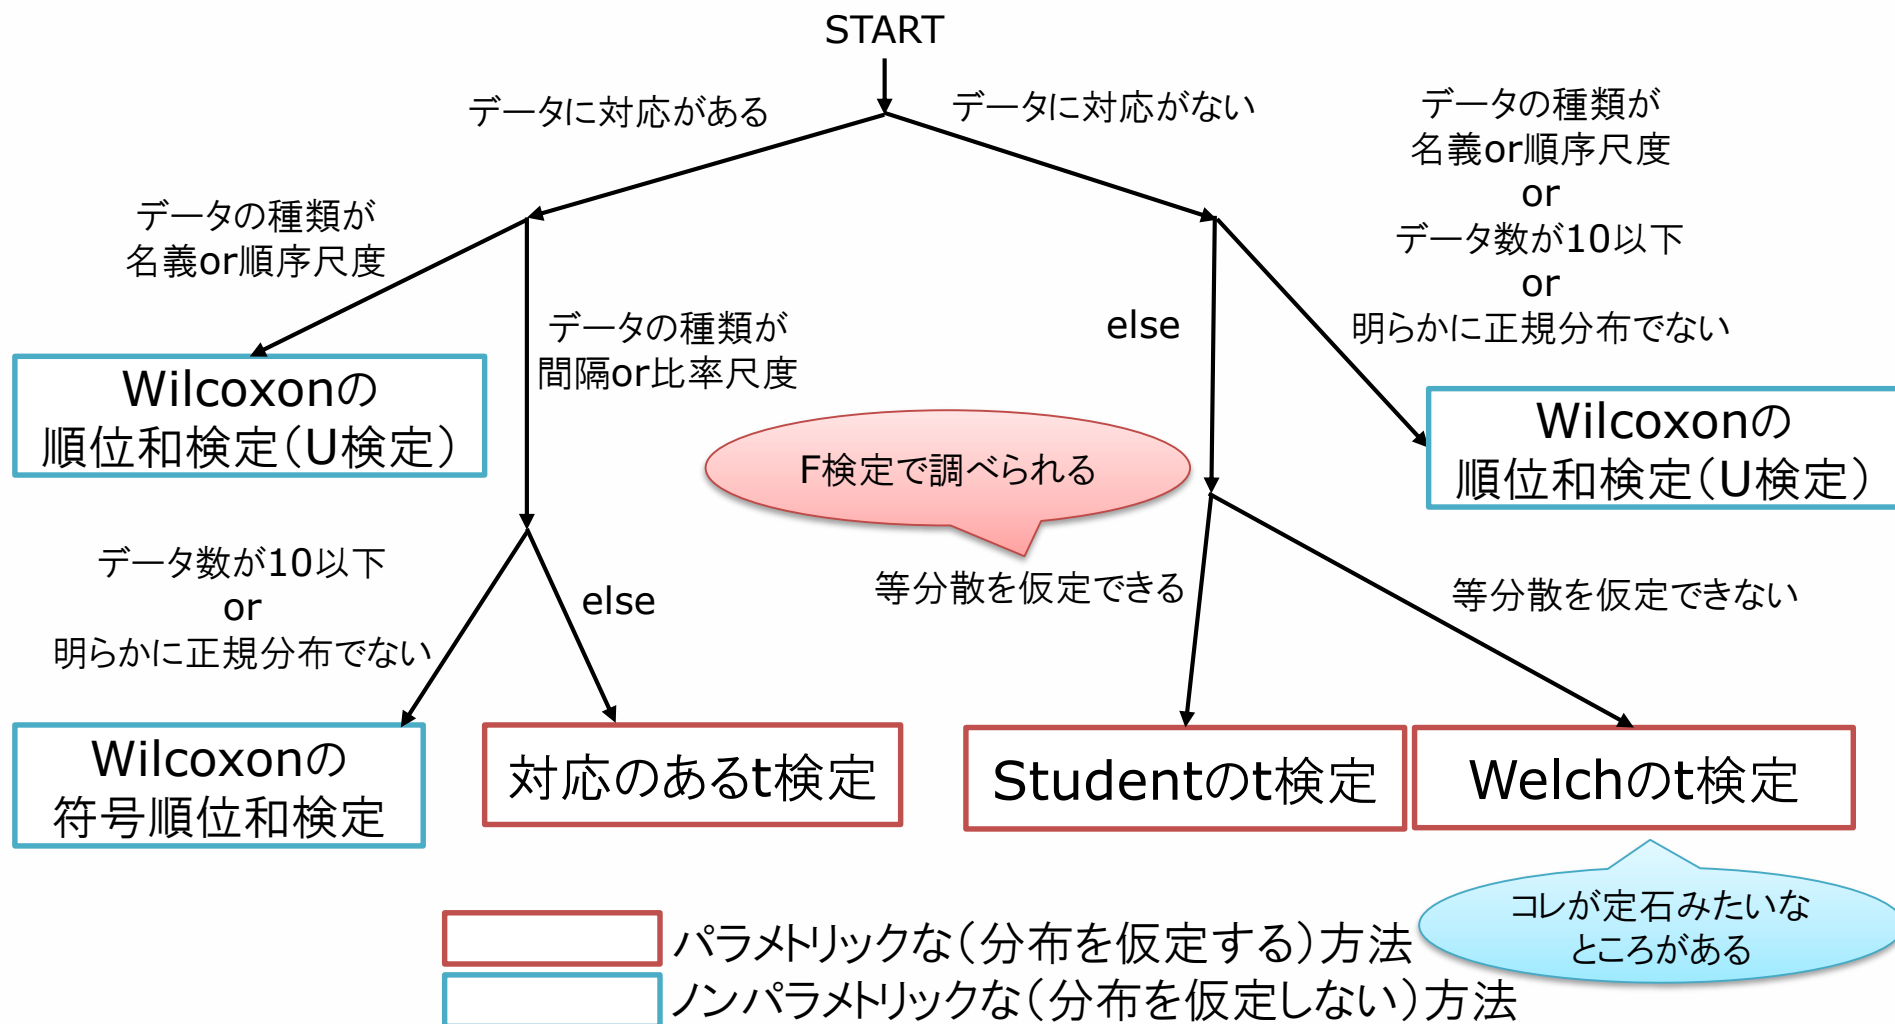 START
データに対応がある
データに対応がない
データの種類が
名義or順序尺度
or
データ数が10以下
or
明らかに正規分布でない
データの種類が
名義or順序尺度
データの種類が
間隔or比率尺度
else
Wilcoxonの
順位和検定(U検定)
F検定で調べられる
Wilcoxonの
順位和検定(U検定)
データ数が10以下
or
明らかに正規分布でない
else
等分散を仮定できる
等分散を仮定できない
Wilcoxonの
符号順位和検定
対応のあるt検定
Studentのt検定
Welchのt検定
コレが定石みたいな
ところがある
パラメトリックな(分布を仮定する)方法
ノンパラメトリックな(分布を仮定しない)方法